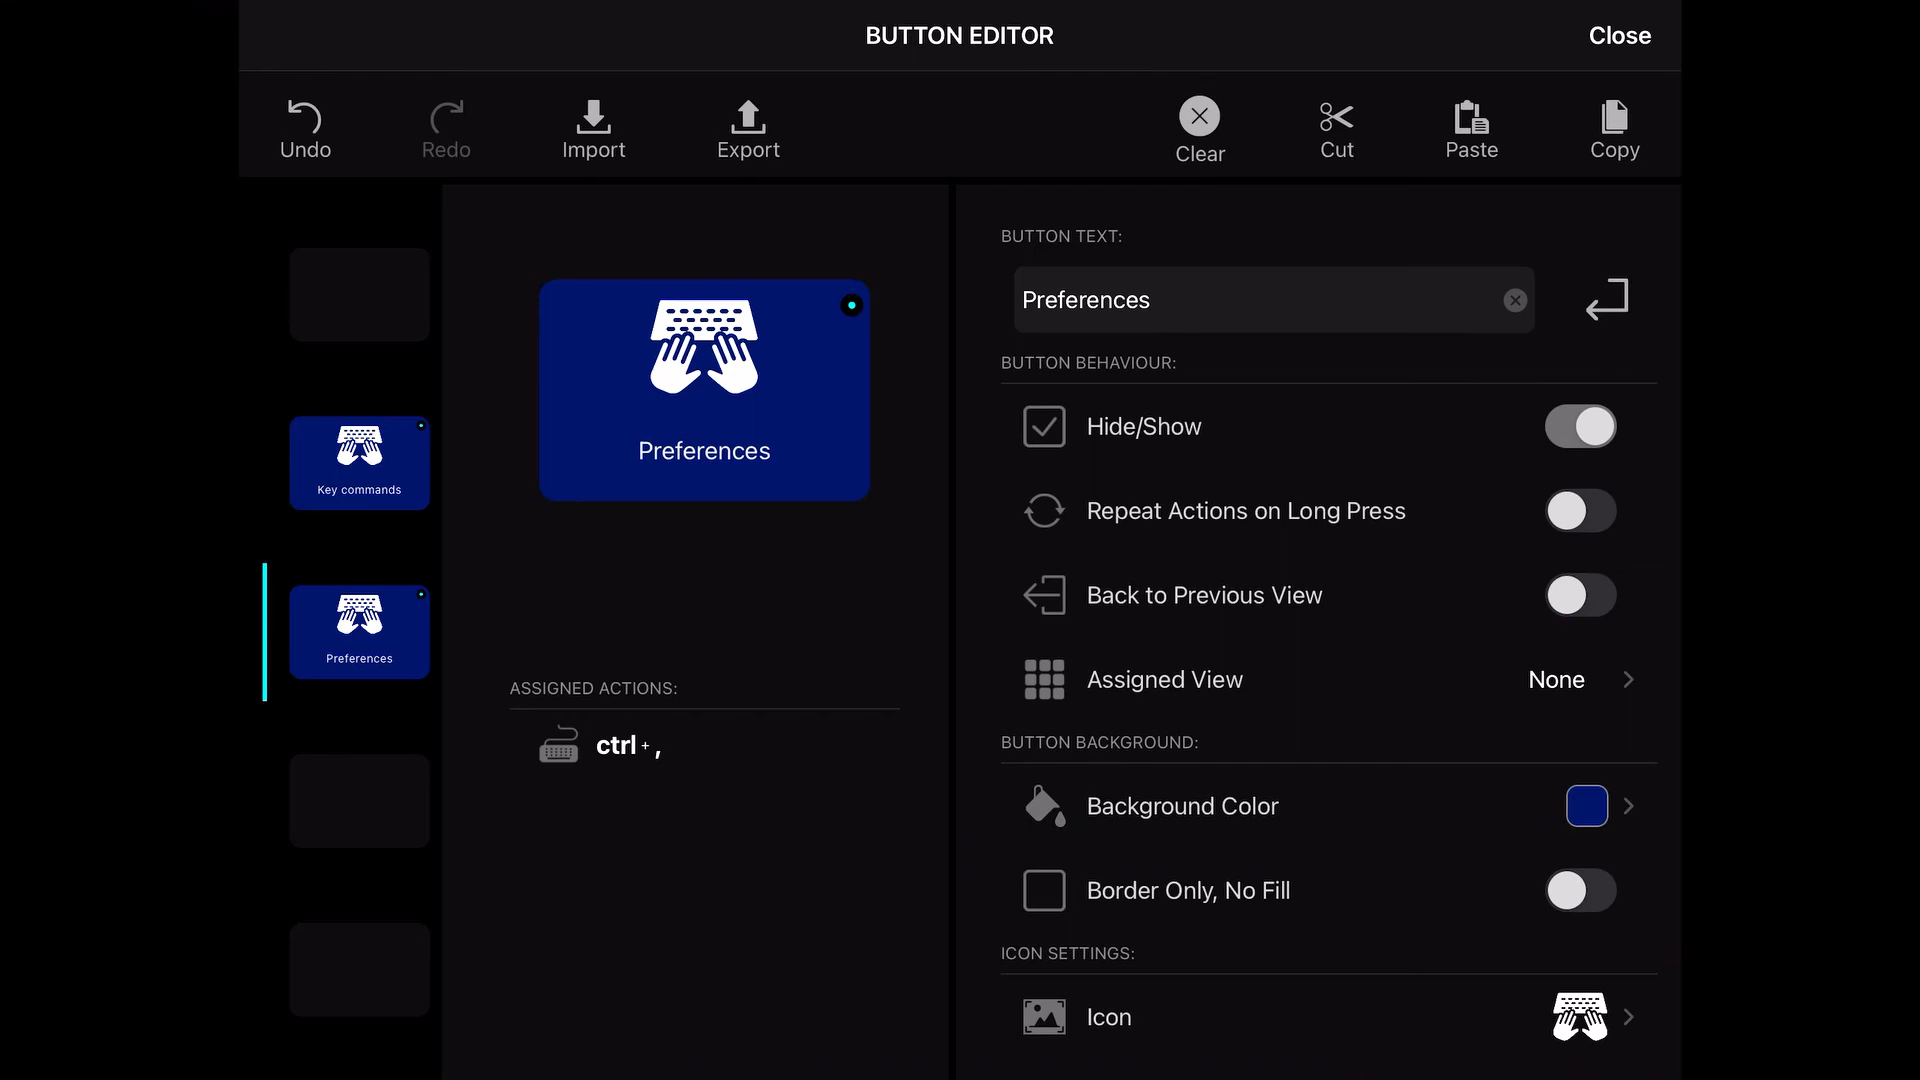 BUTTON EDITOR
Close
Undo
Redo
Import
Export
Clear
Cut
Paste
Copy
Key commands
Preferences
Preferences
ASSIGNED ACTIONS:
ctrl + ,
BUTTON TEXT:
Preferences
BUTTON BEHAVIOUR:
Hide/Show
Repeat Actions on Long Press
Back to Previous View
Assigned View None
BUTTON BACKGROUND:
Background Color
Border Only, No Fill
ICON SETTINGS:
Icon